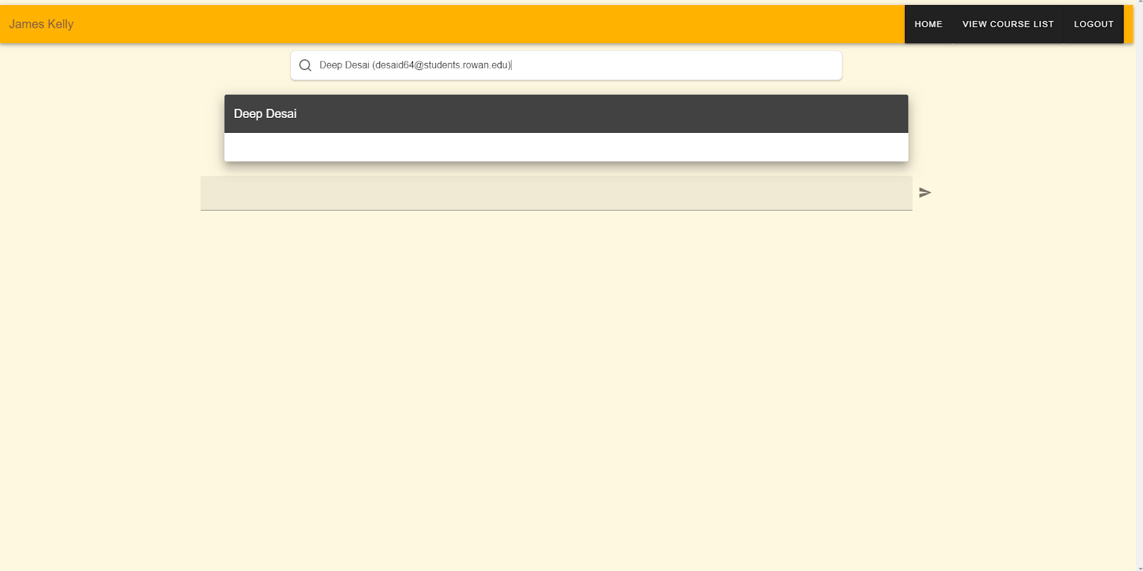 James Kelly
HOME
VIEW COURSE LIST
LOGOUT
Deep Desai (desaid64@students.rowan.edu)
Deep Desai